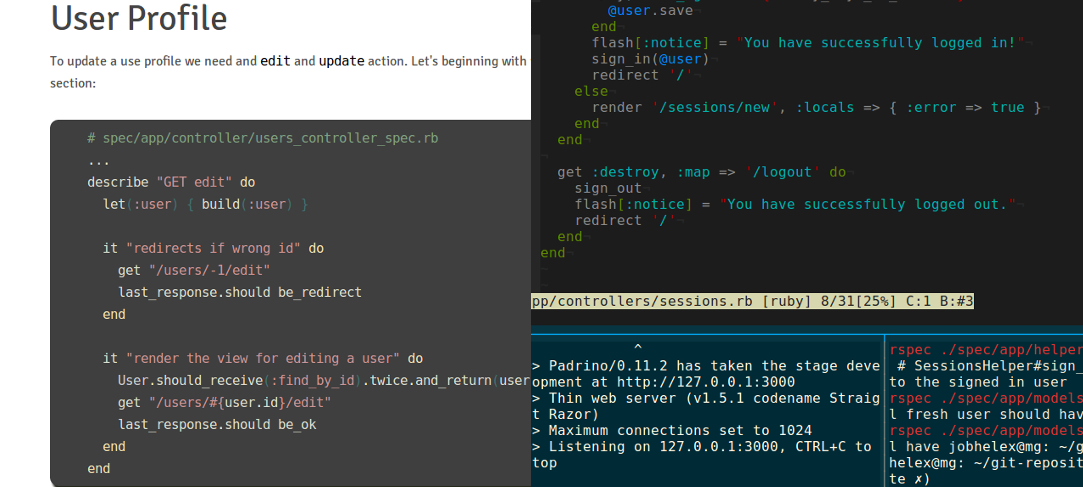 User Profile
To update a use profile we need and edit and update action. Let's beginning with
section:
# spec/app/controller/users_controller_spec.rb
...
describe "GET edit" do
let(:user) { build(:user) }
it "redirects if wrong id" do
get "/users/-1/edit"
last_response.should be_redirect
end
it "render the view for editing a user" do
User.should_receive(:find_by_id).twice.and_return(user
get "/users/#{user.id}/edit"
last_response.should be_ok
end
end
@user.save
end
flash[:notice] = "You have successfully logged in!"¬
sign_in(@user)¬
redirect '/'¬
else¬
render '/sessions/new', :locals => { :error => true }¬
end¬
end¬
¬
get :destroy, :map => '/logout' do¬
sign_out¬
flash[:notice] = "You have successfully logged out."¬
redirect '/'¬
end¬
end¬
¬
¬
pp/controllers/sessions.rb [ruby] 8/31[25%] C:1 B:#3
^
> Padrino/0.11.2 has taken the stage deve
opment at http://127.0.0.1:3000
> Thin web server (v1.5.1 codename Straig
t Razor)
> Maximum connections set to 1024
> Listening on 127.0.0.1:3000, CTRL+C to
top
rspec ./spec/app/helper
# SessionsHelper#sign_
to the signed in user
rspec ./spec/app/models
l fresh user should hav
rspec ./spec/app/models
l have jobhelex@mg: ~/g
helex@mg: ~/git-reposit
te ✗)